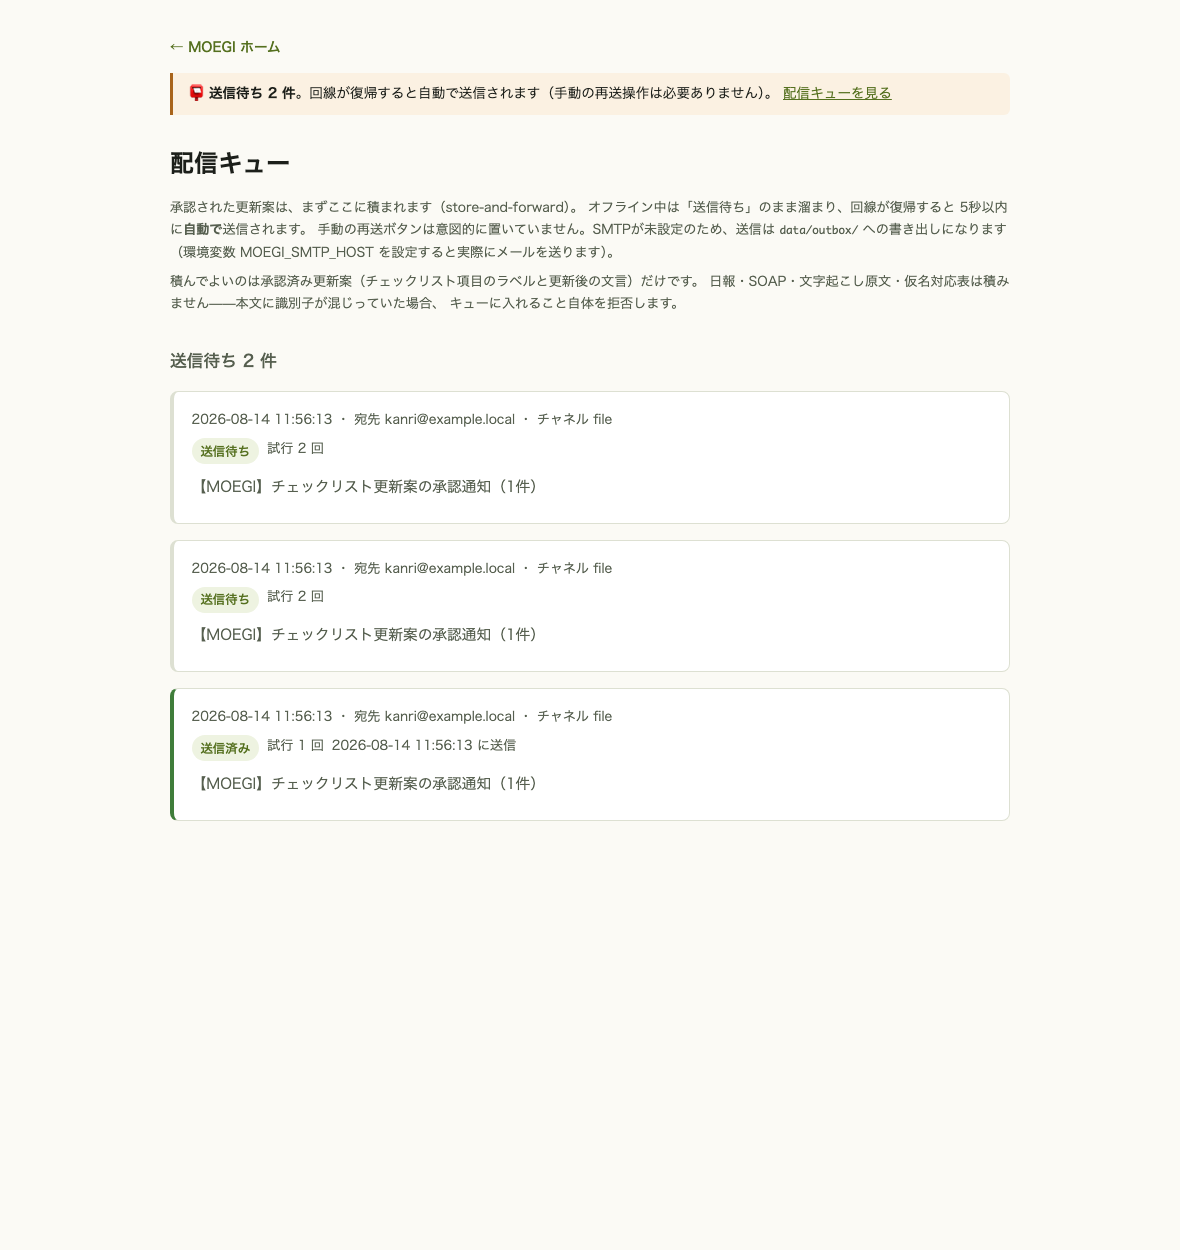 ← MOEGI ホーム
📮 送信待ち 2 件。回線が復帰すると自動で送信されます（手動の再送操作は必要ありません）。 配信キューを見る
配信キュー
承認された更新案は、まずここに積まれます（store-and-forward）。 オフライン中は「送信待ち」のまま溜まり、回線が復帰すると 5秒以内
に自動で送信されます。 手動の再送ボタンは意図的に置いていません。SMTPが未設定のため、送信は data/outbox/ への書き出しになります
（環境変数 MOEGI_SMTP_HOST を設定すると実際にメールを送ります）。
積んでよいのは承認済み更新案（チェックリスト項目のラベルと更新後の文言）だけです。 日報・SOAP・文字起こし原文・仮名対応表は積み
ません——本文に識別子が混じっていた場合、 キューに入れること自体を拒否します。
送信待ち 2 件
2026-08-14 11:56:13 ・ 宛先 kanri@example.local ・ チャネル file
送信待ち 試行 2 回
【MOEGI】チェックリスト更新案の承認通知（1件）
2026-08-14 11:56:13 ・ 宛先 kanri@example.local ・ チャネル file
送信待ち 試行 2 回
【MOEGI】チェックリスト更新案の承認通知（1件）
2026-08-14 11:56:13 ・ 宛先 kanri@example.local ・ チャネル file
送信済み 試行 1 回 2026-08-14 11:56:13 に送信
【MOEGI】チェックリスト更新案の承認通知（1件）